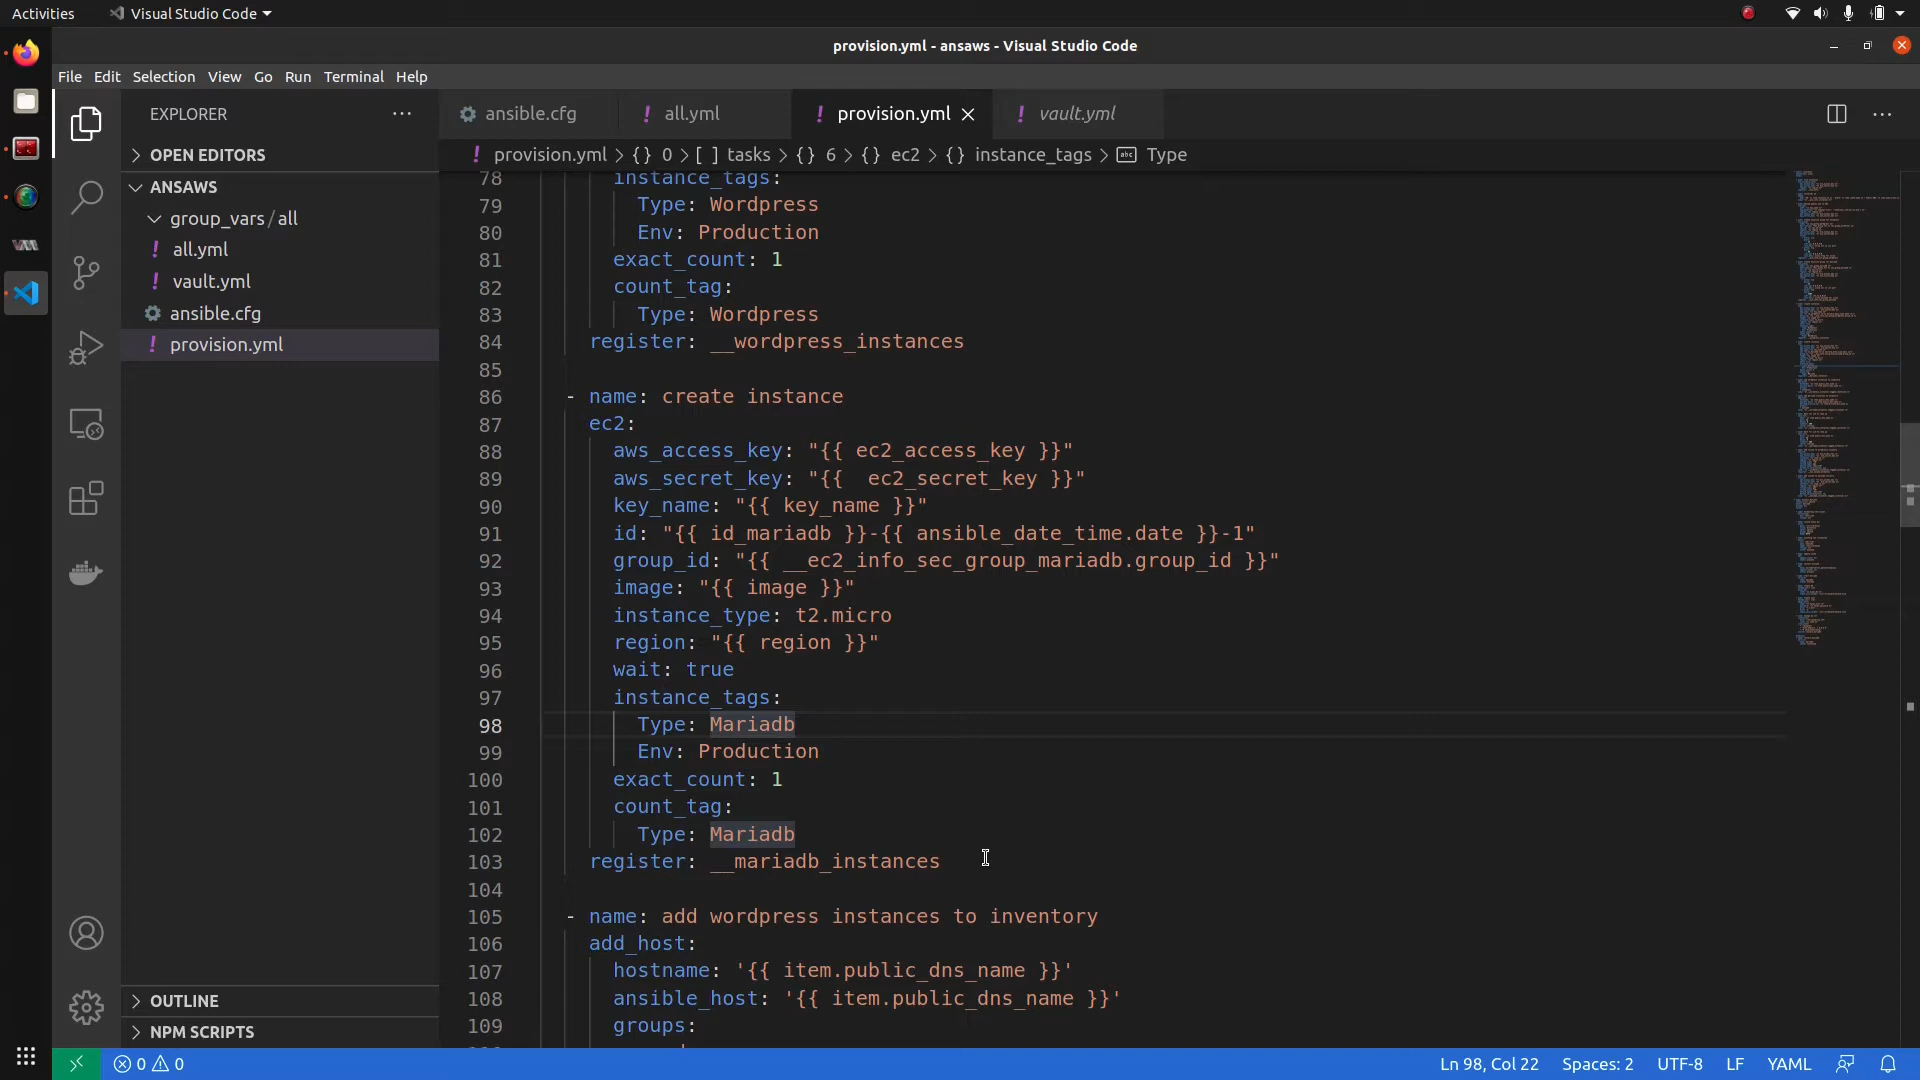 Activities
Visual Studio Code
provision.yml - ansaws - Visual Studio Code
File Edit Selection View Go Run Terminal Help
EXPLORER
ansible.cfg
all.yml
provision.yml
vault.yml
OPEN EDITORS
provision.yml > {} 0 > [ ] tasks > {} 6 > {} ec2 > {} instance_tags > Type
ANSAWS
group_vars / all
all.yml
vault.yml
ansible.cfg
provision.yml
78 instance_tags:
79 Type: Wordpress
80 Env: Production
81 exact_count: 1
82 count_tag:
83 Type: Wordpress
84 register: __wordpress_instances
85
86 - name: create instance
87 ec2:
88 aws_access_key: "{{ ec2_access_key }}"
89 aws_secret_key: "{{  ec2_secret_key }}"
90 key_name: "{{ key_name }}"
91 id: "{{ id_mariadb }}-{{ ansible_date_time.date }}-1"
92 group_id: "{{ __ec2_info_sec_group_mariadb.group_id }}"
93 image: "{{ image }}"
94 instance_type: t2.micro
95 region: "{{ region }}"
96 wait: true
97 instance_tags:
98 Type: Mariadb
99 Env: Production
100 exact_count: 1
101 count_tag:
102 Type: Mariadb
103 register: __mariadb_instances
104
105 - name: add wordpress instances to inventory
106 add_host:
107 hostname: '{{ item.public_dns_name }}'
108 ansible_host: '{{ item.public_dns_name }}'
109 groups:
OUTLINE
NPM SCRIPTS
0 0
Ln 98, Col 22 Spaces: 2 UTF-8 LF YAML